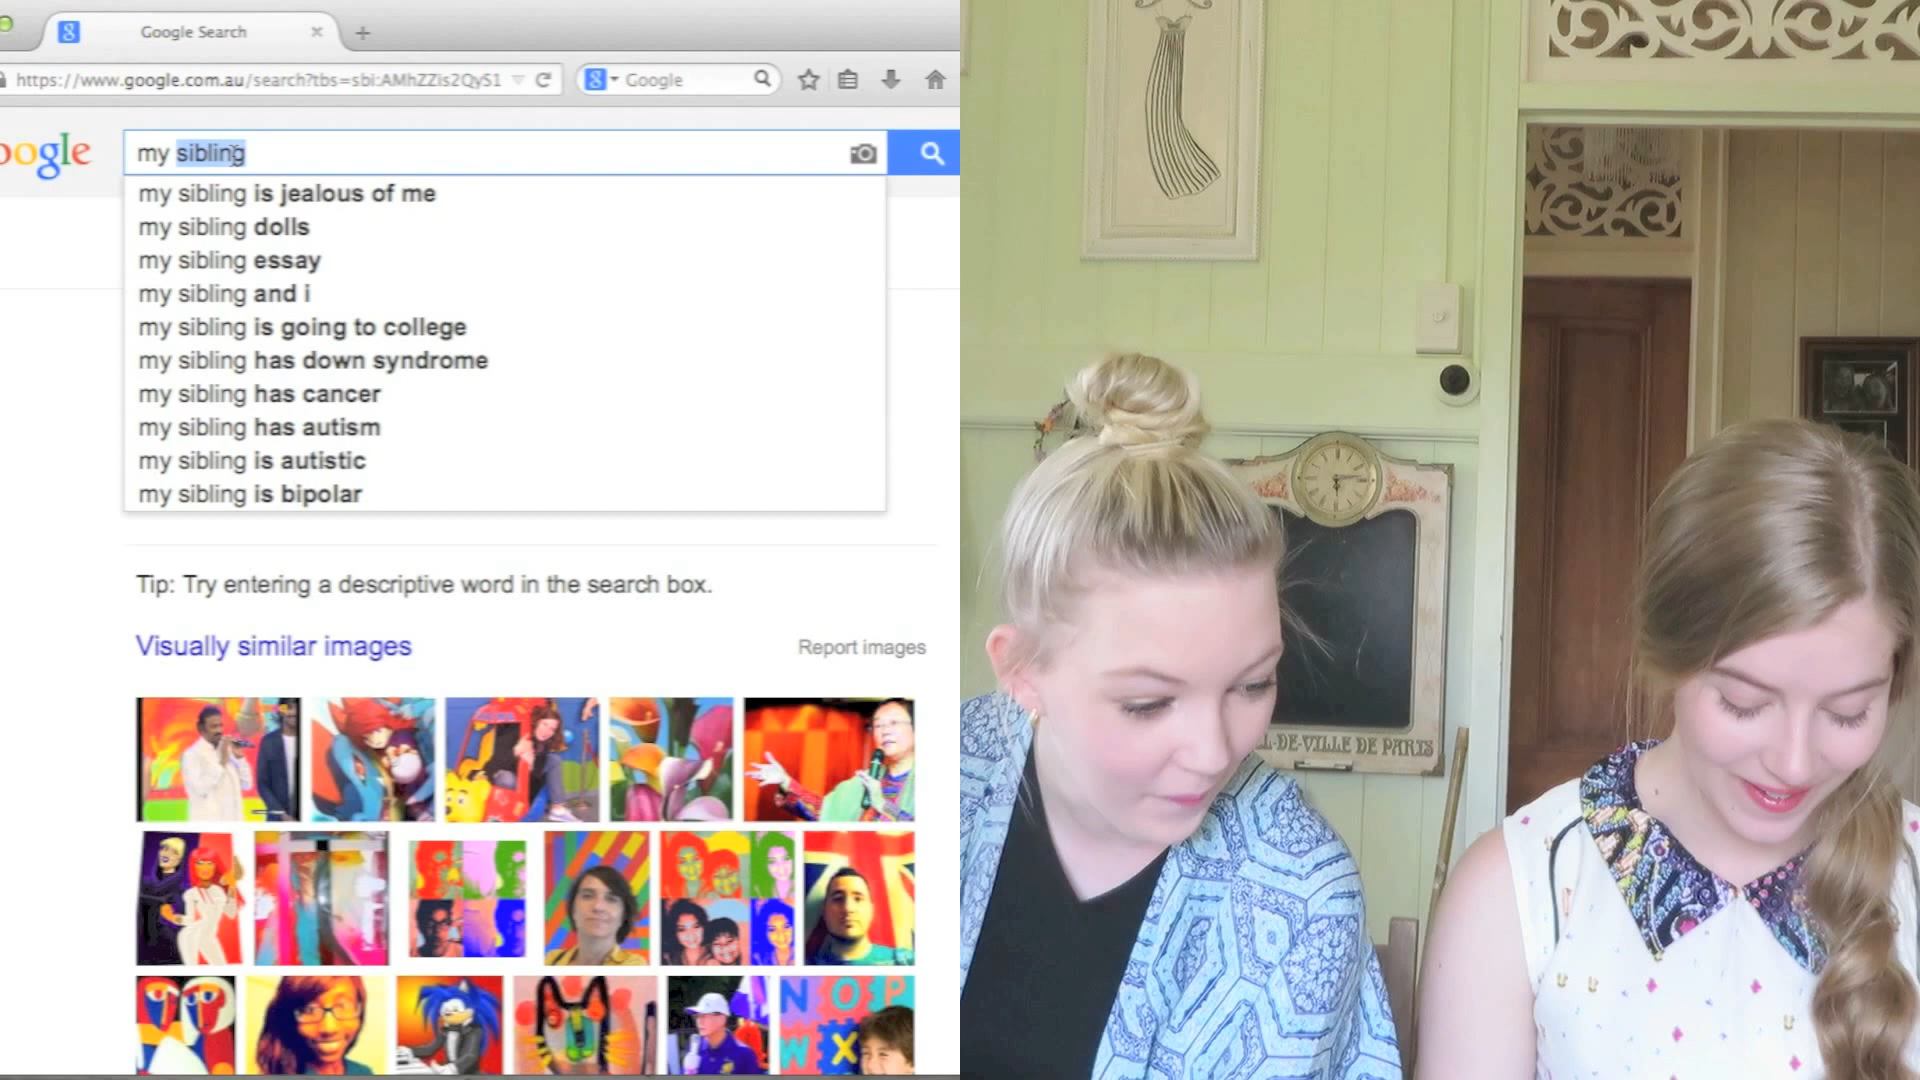 Google Search
https://www.google.com.au/search?tbs=sbi:AMhZZis2QyS1
Google
oogle
my sibling
my sibling is jealous of me
my sibling dolls
my sibling essay
my sibling and i
my sibling is going to college
my sibling has down syndrome
my sibling has cancer
my sibling has autism
my sibling is autistic
my sibling is bipolar
Tip: Try entering a descriptive word in the search box.
Visually similar images
Report images
N O P
W X
L-DE-VILLE DE PARIS